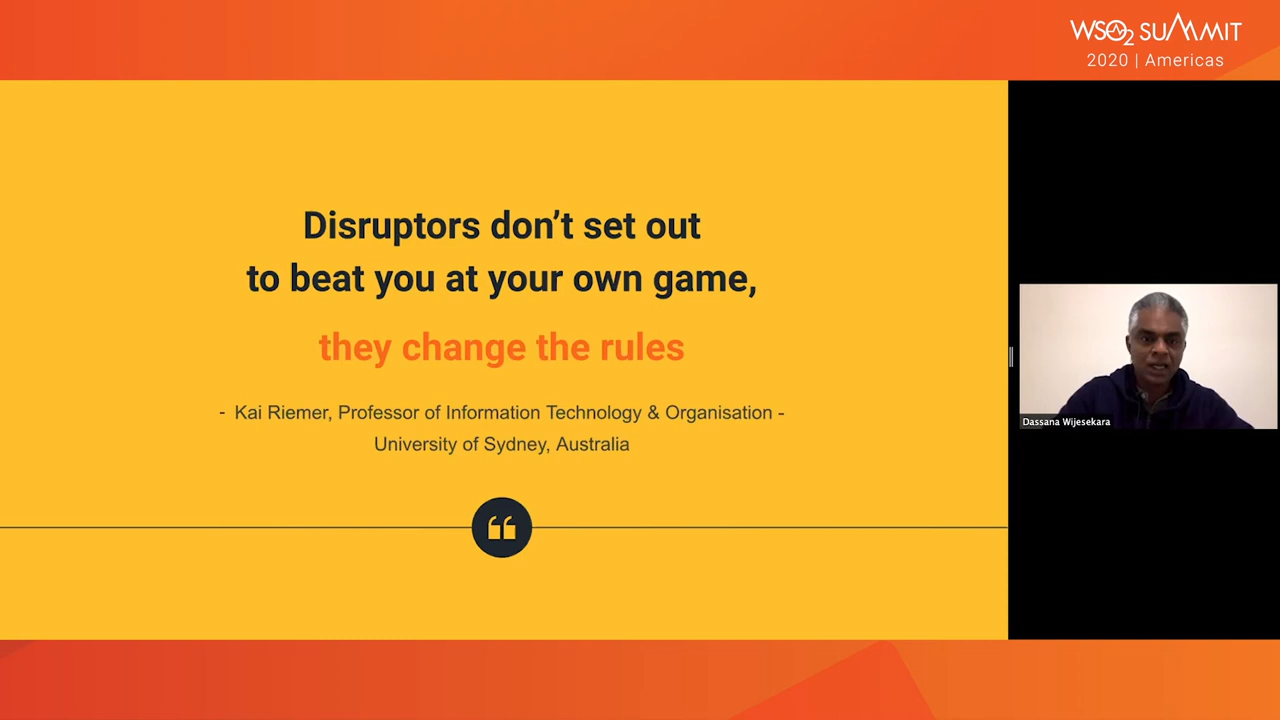 WSO2 SUMMIT
2020 | Americas
Disruptors don’t set out
to beat you at your own game,
they change the rules
- Kai Riemer, Professor of Information Technology & Organisation -
University of Sydney, Australia
Dassana Wijesekara